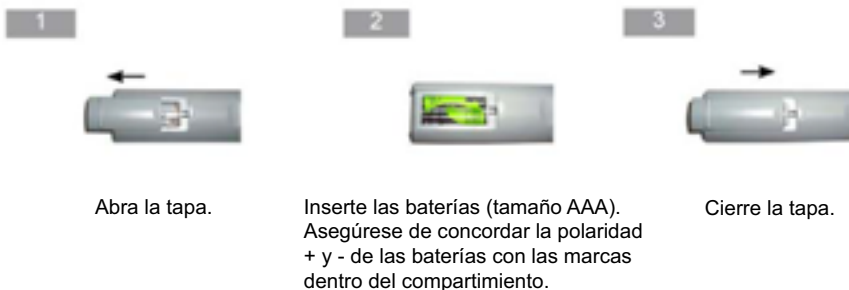 1
2
3
Abra la tapa.
Inserte las baterías (tamaño AAA).
Asegúrese de concordar la polaridad
+ y - de las baterías con las marcas
dentro del compartimiento.
Cierre la tapa.